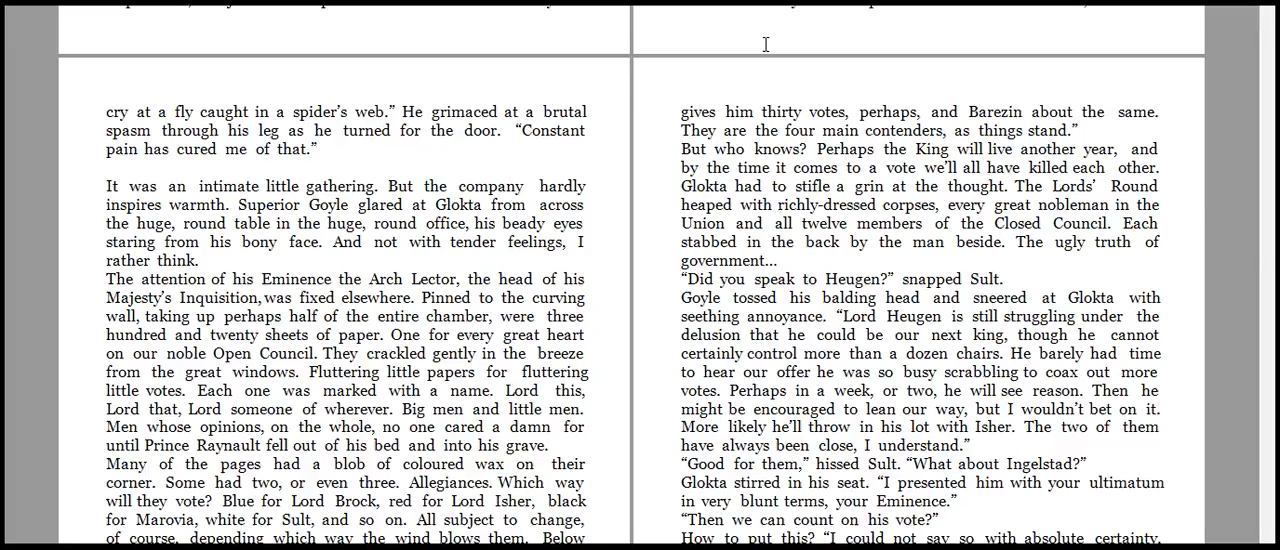 cry at a fly caught in a spider's web.” He grimaced at a brutal
spasm through his leg as he turned for the door. “Constant
pain has cured me of that.”
It was an intimate little gathering. But the company hardly
inspires warmth. Superior Goyle glared at Glokta from across
the huge, round table in the huge, round office, his beady eyes
staring from his bony face. And not with tender feelings, I
rather think.
The attention of his Eminence the Arch Lector, the head of his
Majesty's Inquisition, was fixed elsewhere. Pinned to the curving
wall, taking up perhaps half of the entire chamber, were three
hundred and twenty sheets of paper. One for every great heart
on our noble Open Council. They crackled gently in the breeze
from the great windows. Fluttering little papers for fluttering
little votes. Each one was marked with a name. Lord this,
Lord that, Lord someone of wherever. Big men and little men.
Men whose opinions, on the whole, no one cared a damn for
until Prince Raynault fell out of his bed and into his grave.
Many of the pages had a blob of coloured wax on their
corner. Some had two, or even three. Allegiances. Which way
will they vote? Blue for Lord Brock, red for Lord Isher, black
for Marovia, white for Sult, and so on. All subject to change,
of course, depending which way the wind blows them. Below
gives him thirty votes, perhaps, and Barezin about the same.
They are the four main contenders, as things stand.”
But who knows? Perhaps the King will live another year, and
by the time it comes to a vote we'll all have killed each other.
Glokta had to stifle a grin at the thought. The Lords' Round
heaped with richly-dressed corpses, every great nobleman in the
Union and all twelve members of the Closed Council. Each
stabbed in the back by the man beside. The ugly truth of
government...
“Did you speak to Heugen?” snapped Sult.
Goyle tossed his balding head and sneered at Glokta with
seething annoyance. “Lord Heugen is still struggling under the
delusion that he could be our next king, though he cannot
certainly control more than a dozen chairs. He barely had time
to hear our offer he was so busy scrabbling to coax out more
votes. Perhaps in a week, or two, he will see reason. Then he
might be encouraged to lean our way, but I wouldn't bet on it.
More likely he'll throw in his lot with Isher. The two of them
have always been close, I understand.”
“Good for them,” hissed Sult. “What about Ingelstad?”
Glokta stirred in his seat. “I presented him with your ultimatum
in very blunt terms, your Eminence.”
“Then we can count on his vote?”
How to put this? “I could not say so with absolute certainty.